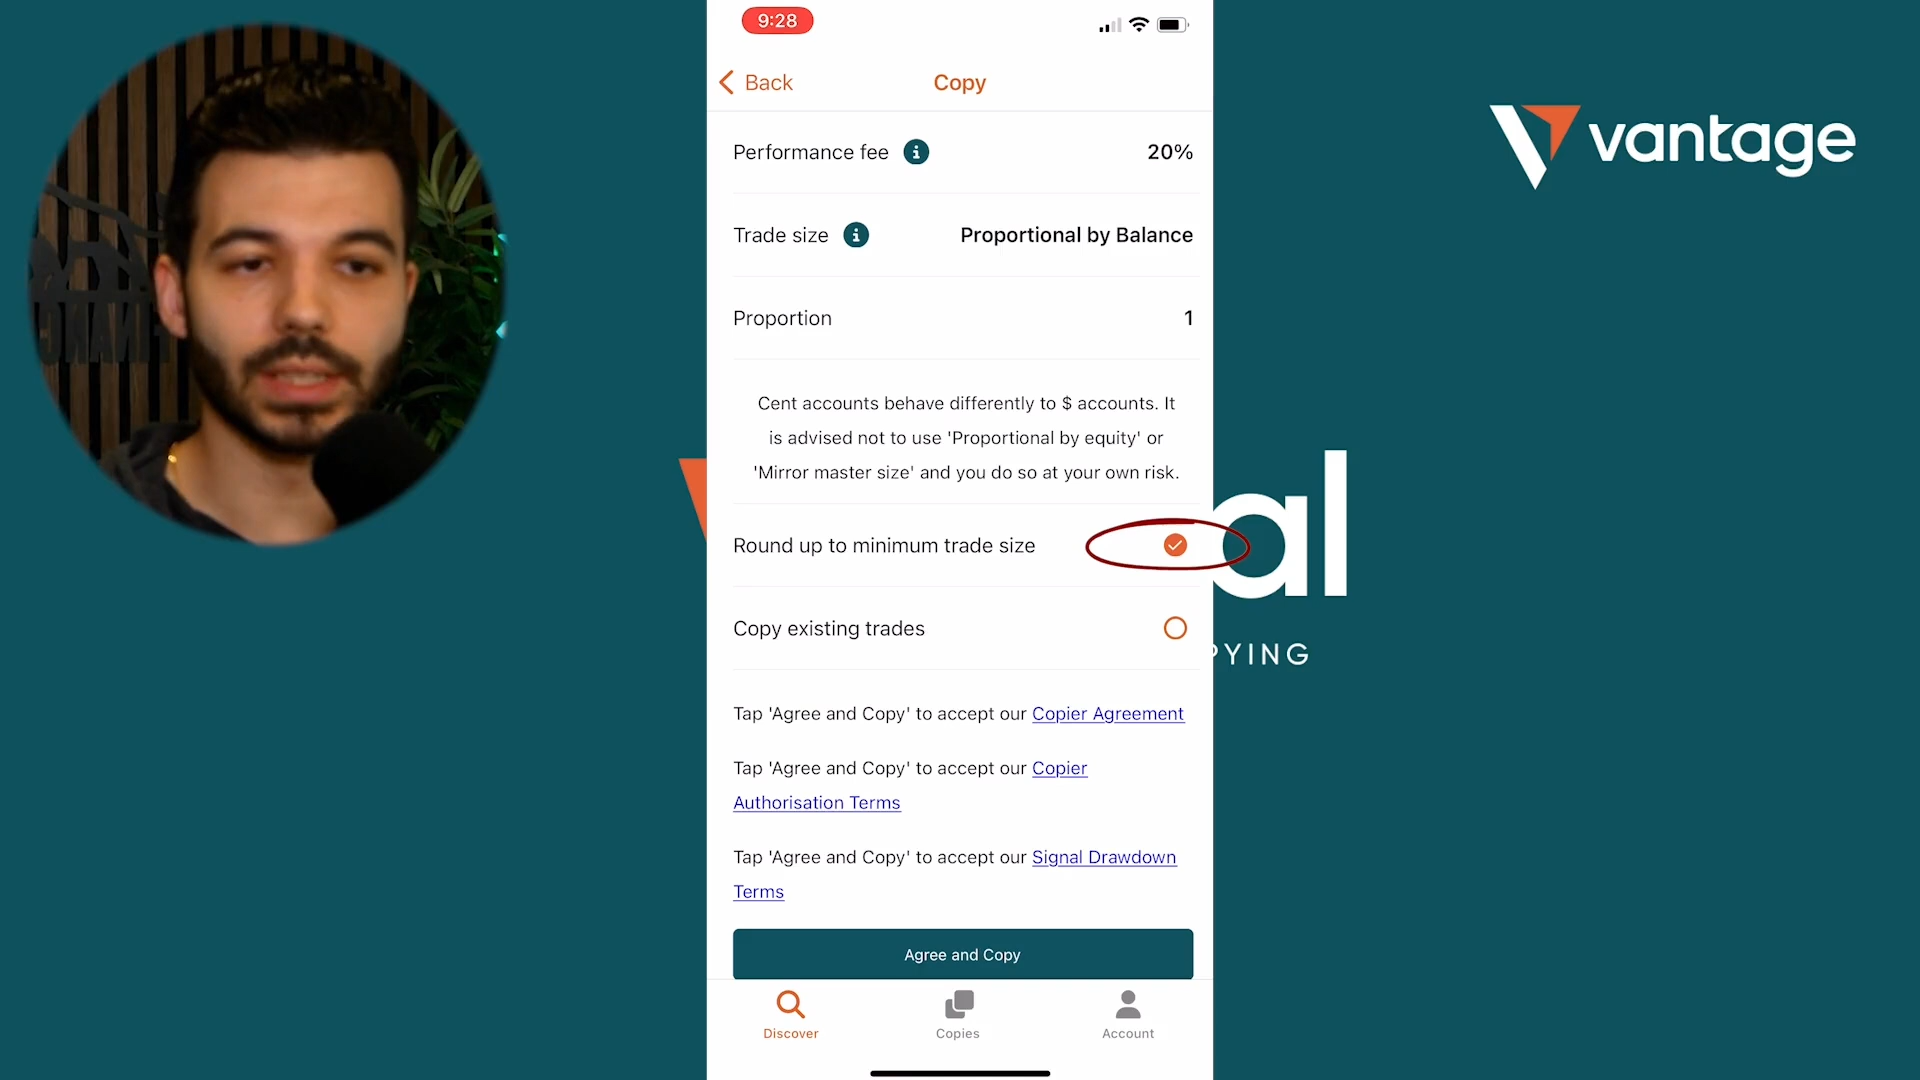 9:28
Back
Copy
Performance fee
20%
Trade size
Proportional by Balance
Proportion
1
Cent accounts behave differently to $ accounts. It
is advised not to use 'Proportional by equity' or
'Mirror master size' and you do so at your own risk.
Round up to minimum trade size
Copy existing trades
Tap 'Agree and Copy' to accept our Copier Agreement
Tap 'Agree and Copy' to accept our Copier
Authorisation Terms
Tap 'Agree and Copy' to accept our Signal Drawdown
Terms
Agree and Copy
Discover
Copies
Account
vantage
al
PYING